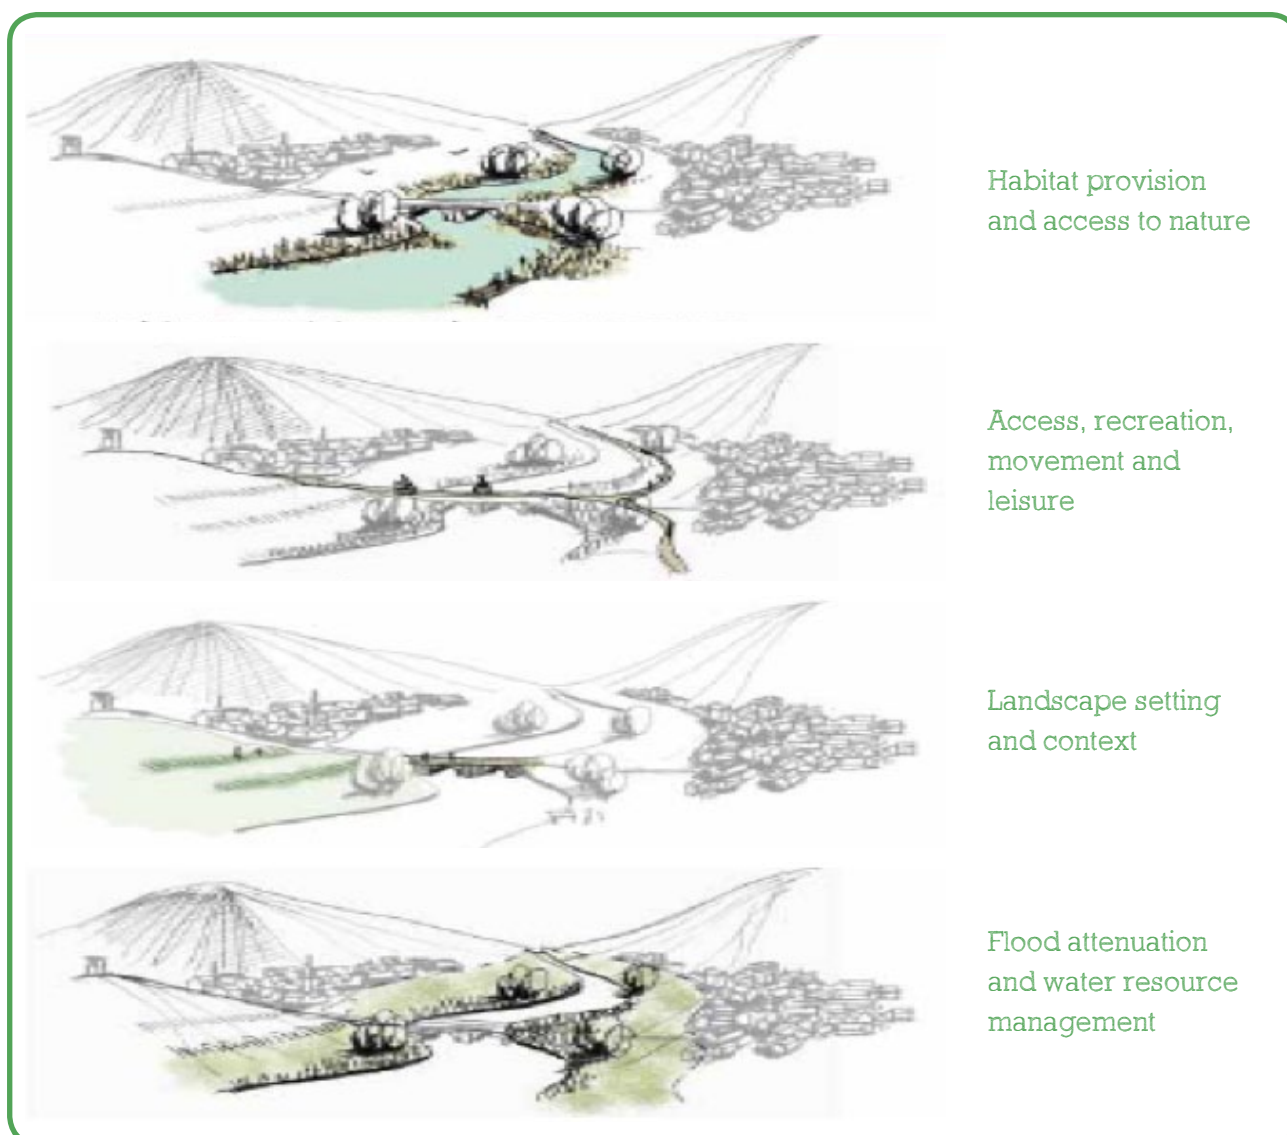 Habitat provision
and access to nature
Access, recreation,
movement and
leisure
Landscape setting
and context
Flood attenuation
and water resource
management